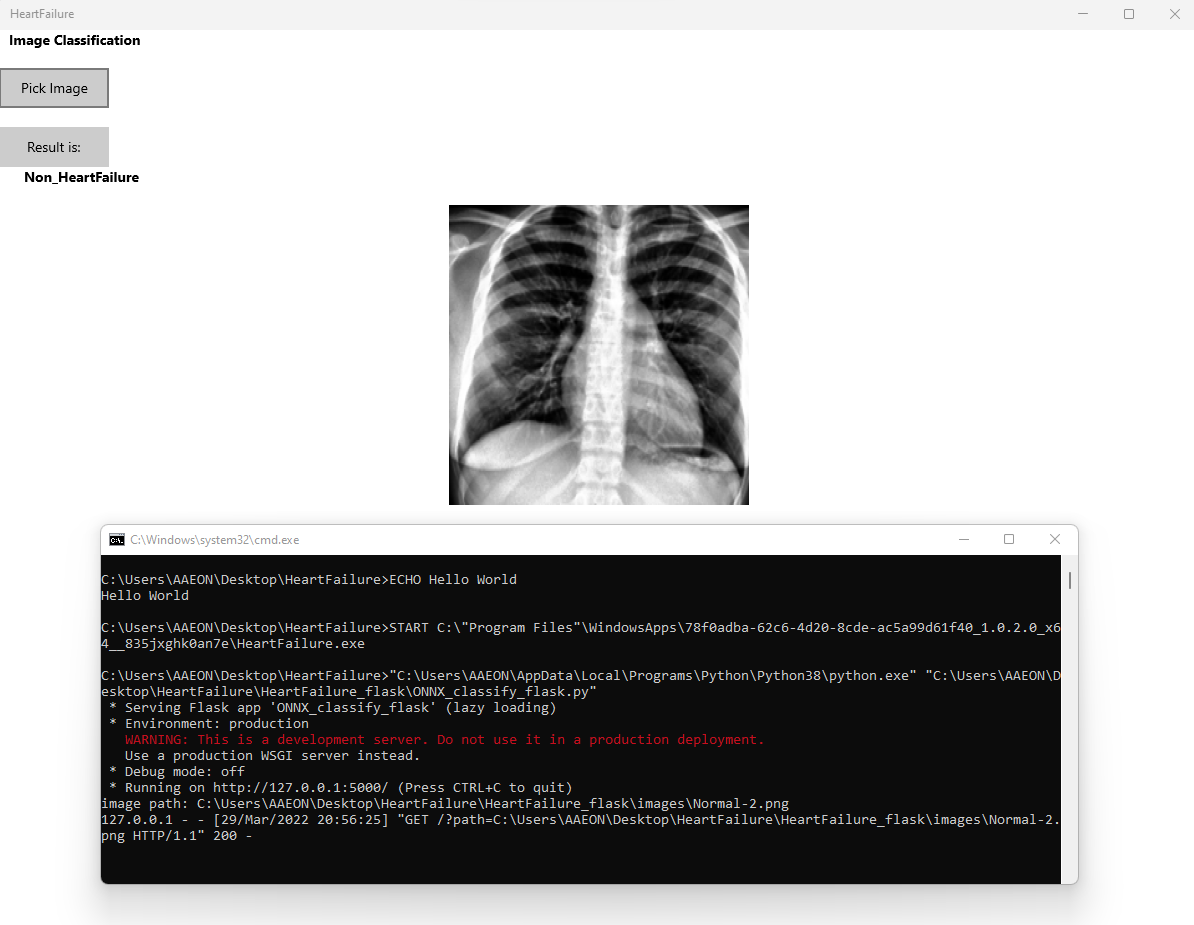 HeartFailure
Image Classification
Pick Image
Result is:
Non_HeartFailure
C:\Windows\system32\cmd.exe
C:\Users\AAEON\Desktop\HeartFailure>ECHO Hello World
Hello World
C:\Users\AAEON\Desktop\HeartFailure>START C:\"Program Files"\WindowsApps\78f0adba-62c6-4d20-8cde-ac5a99d61f40_1.0.2.0_x6
4__835jxghk0an7e\HeartFailure.exe
C:\Users\AAEON\Desktop\HeartFailure>"C:\Users\AAEON\AppData\Local\Programs\Python\Python38\python.exe" "C:\Users\AAEON\D
esktop\HeartFailure\HeartFailure_flask\ONNX_classify_flask.py"
* Serving Flask app 'ONNX_classify_flask' (lazy loading)
* Environment: production
WARNING: This is a development server. Do not use it in a production deployment.
Use a production WSGI server instead.
* Debug mode: off
* Running on http://127.0.0.1:5000/ (Press CTRL+C to quit)
image path: C:\Users\AAEON\Desktop\HeartFailure\HeartFailure_flask\images\Normal-2.png
127.0.0.1 - - [29/Mar/2022 20:56:25] "GET /?path=C:\Users\AAEON\Desktop\HeartFailure\HeartFailure_flask\images\Normal-2.
png HTTP/1.1" 200 -